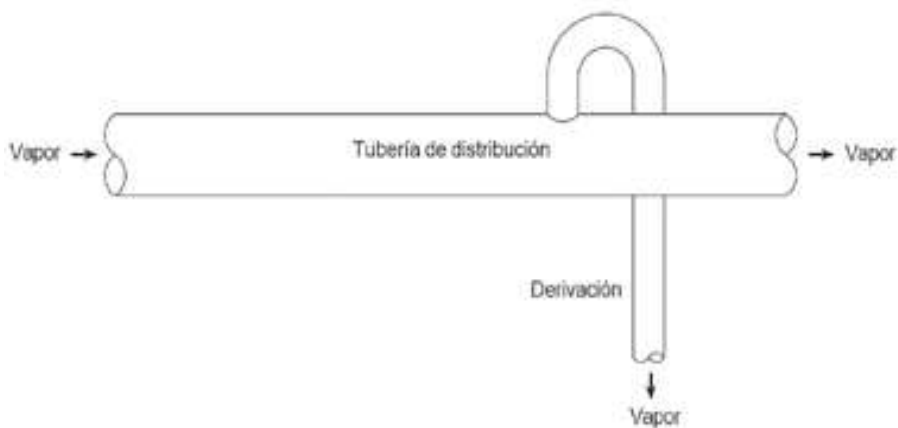 Vapor
Tubería de distribución
Vapor
Derivación
Vapor